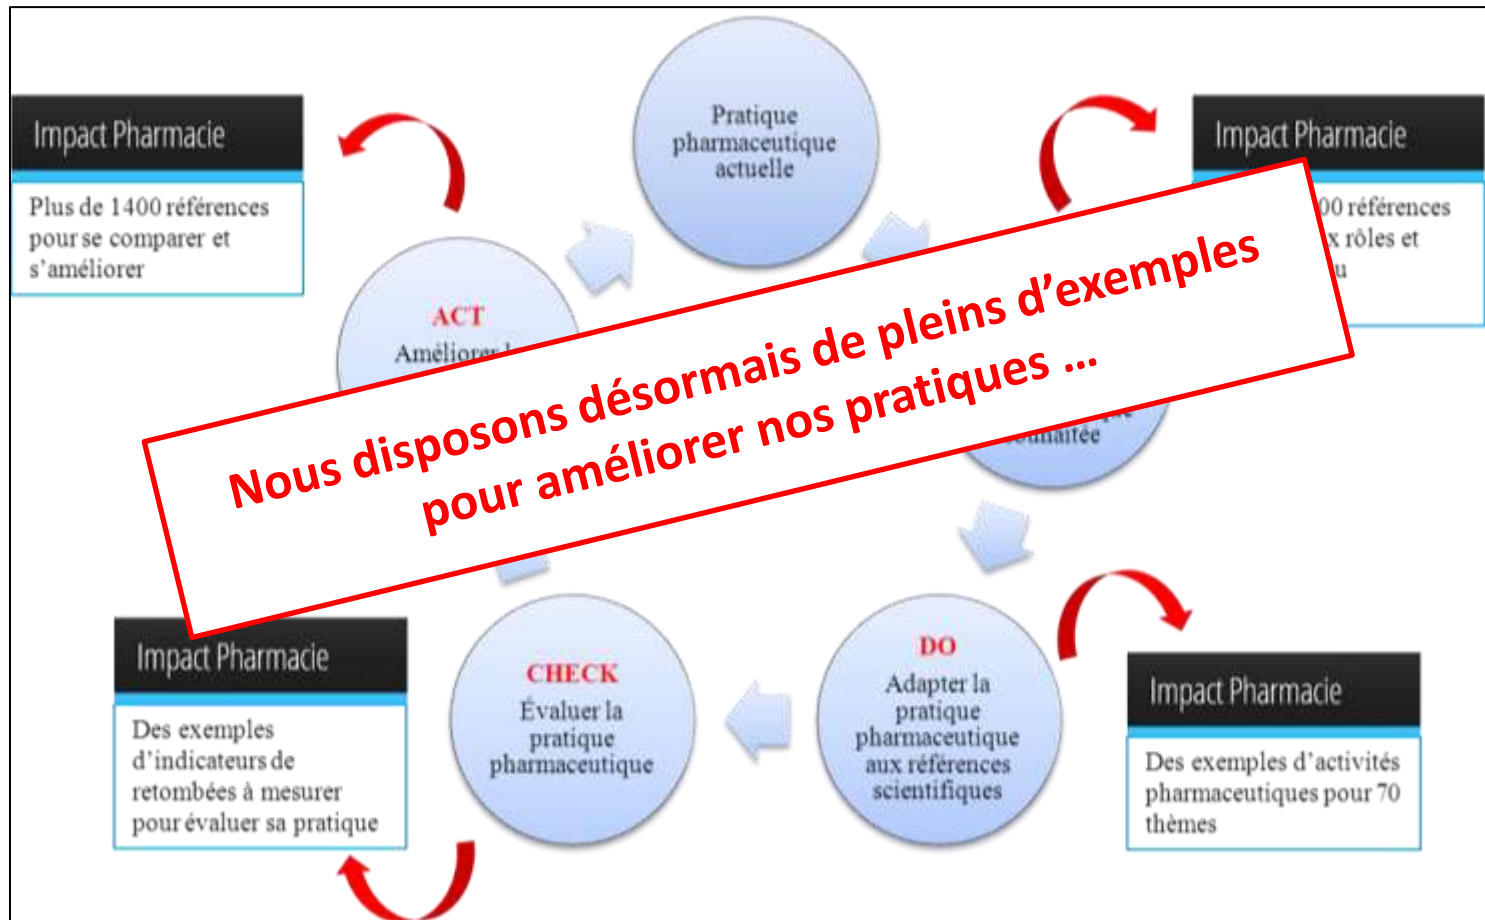 Pratique
pharmaceutique
actuelle
Impact Pharmacie
Plus de 1400 références
pour se comparer et
s'améliorer
Impact Pharmacie
00 références
x rôles et
u
ACT
Améliorer
Nous disposons désormais de pleins d'exemples
pour améliorer nos pratiques ...
DO
Adapter la
pratique
pharmaceutique
aux références
scientifiques
Impact Pharmacie
Des exemples d'activités
pharmaceutiques pour 70
thèmes
CHECK
Évaluer la
pratique
pharmaceutique
Impact Pharmacie
Des exemples
d'indicateurs de
retombées à mesurer
pour évaluer sa pratique